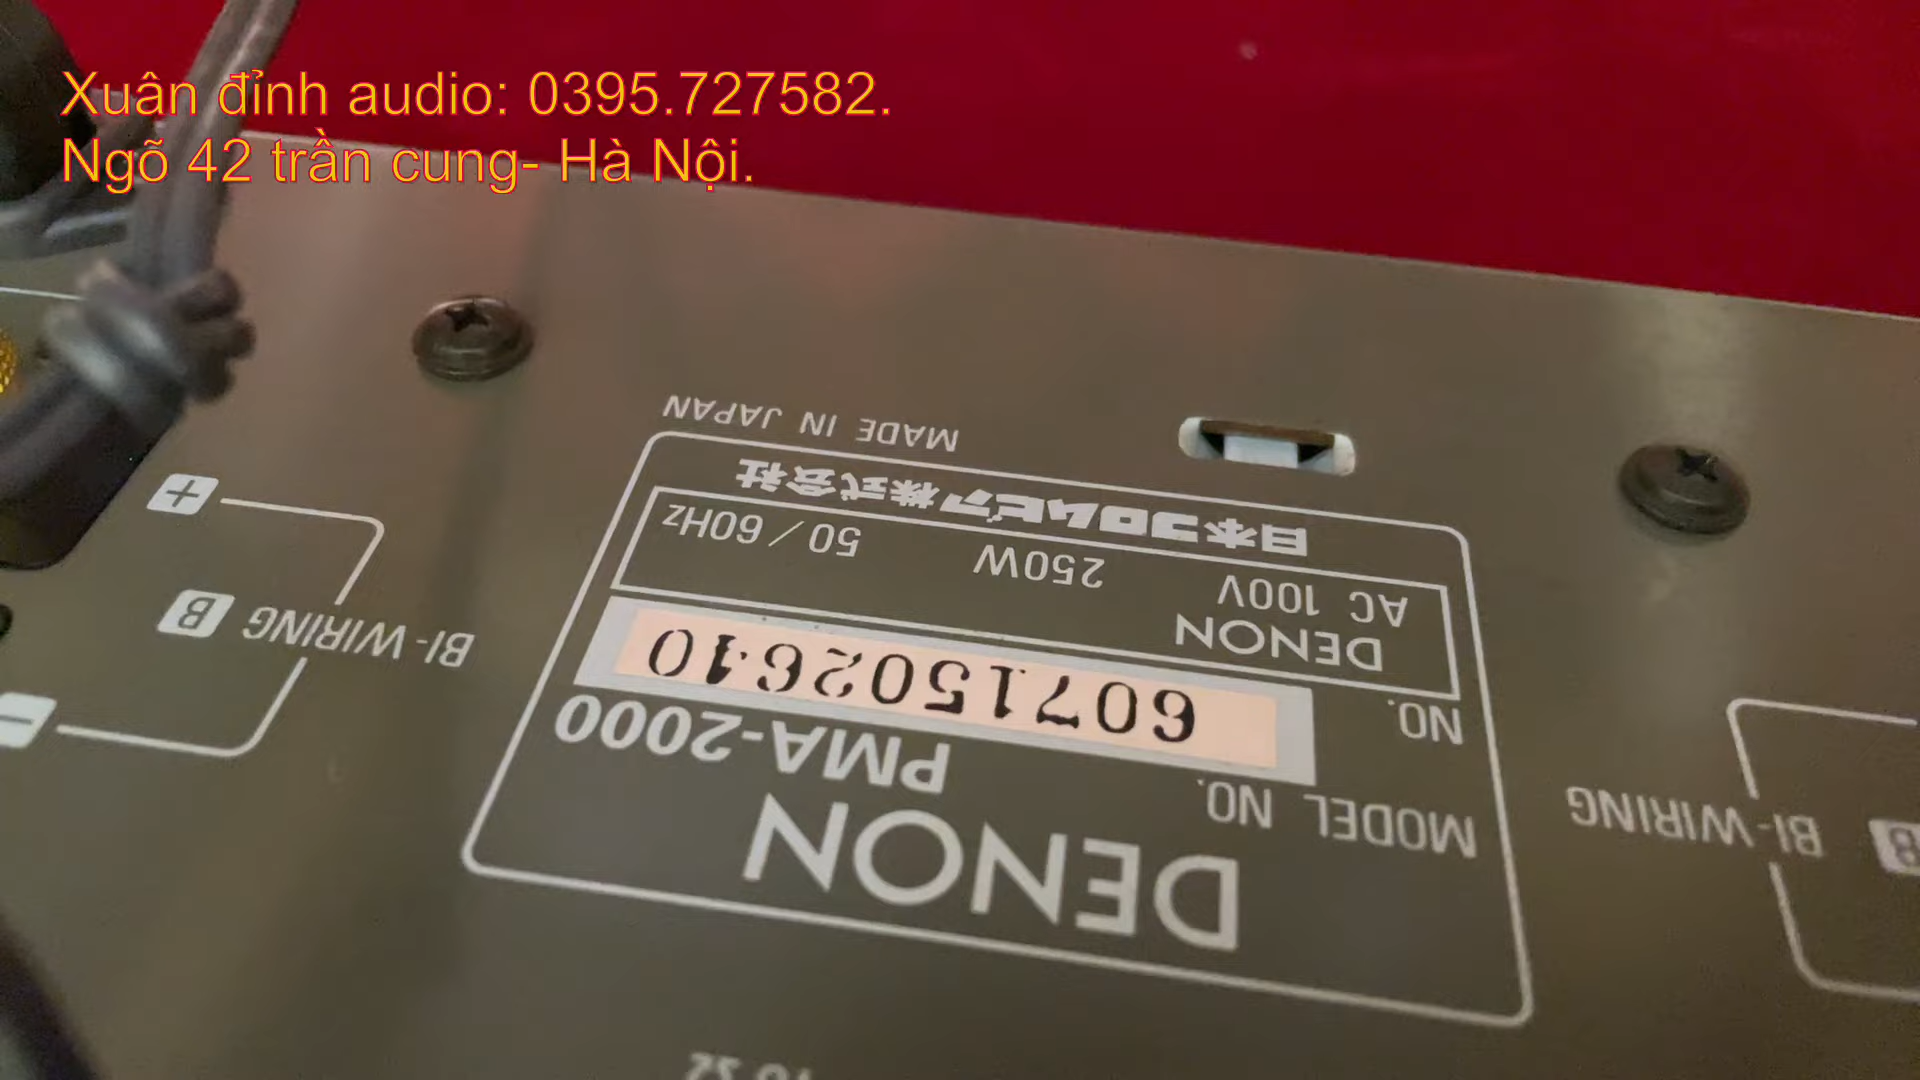 Xuân đỉnh audio: 0395.727582.
Ngõ 42 trần cung- Hà Nội.
DENON
MODEL NO. PMA-2000
NO. 6071502610
DENON
AC 100V 250W 50/60Hz
日本コロムビア株式会社
MADE IN JAPAN
BI-WIRING B
+
−
BI-WIRING B